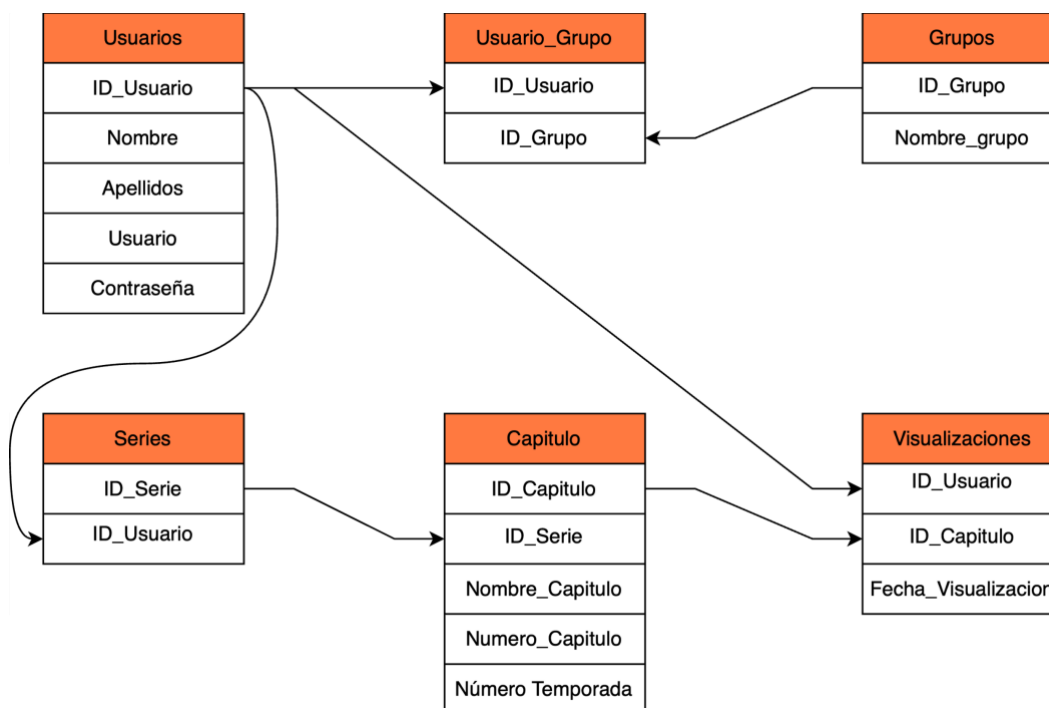 Usuarios
ID_Usuario
Nombre
Apellidos
Usuario
Contraseña
Usuario_Grupo
ID_Usuario
ID_Grupo
Grupos
ID_Grupo
Nombre_grupo
Series
ID_Serie
ID_Usuario
Capitulo
ID_Capitulo
ID_Serie
Nombre_Capitulo
Numero_Capitulo
Número Temporada
Visualizaciones
ID_Usuario
ID_Capitulo
Fecha_Visualizacion